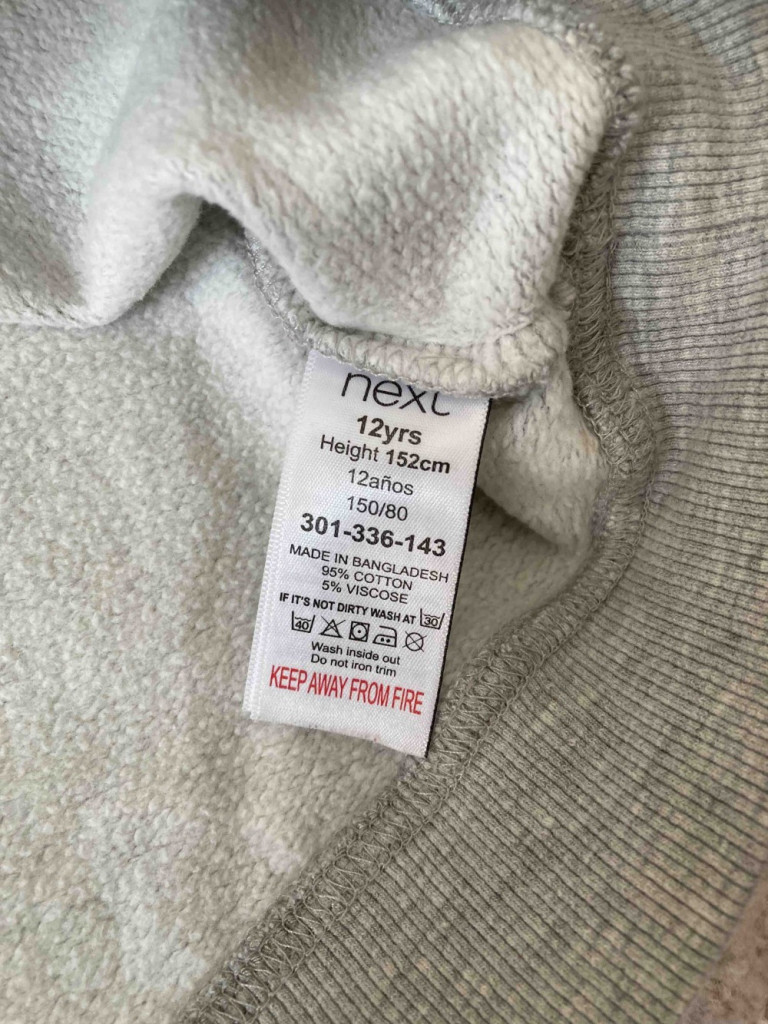 next
12yrs
Height 152cm
12años
150/80
301-336-143
MADE IN BANGLADESH
95% COTTON
5% VISCOSE
IF IT'S NOT DIRTY WASH AT 30
40
Wash inside out
Do not iron trim
KEEP AWAY FROM FIRE